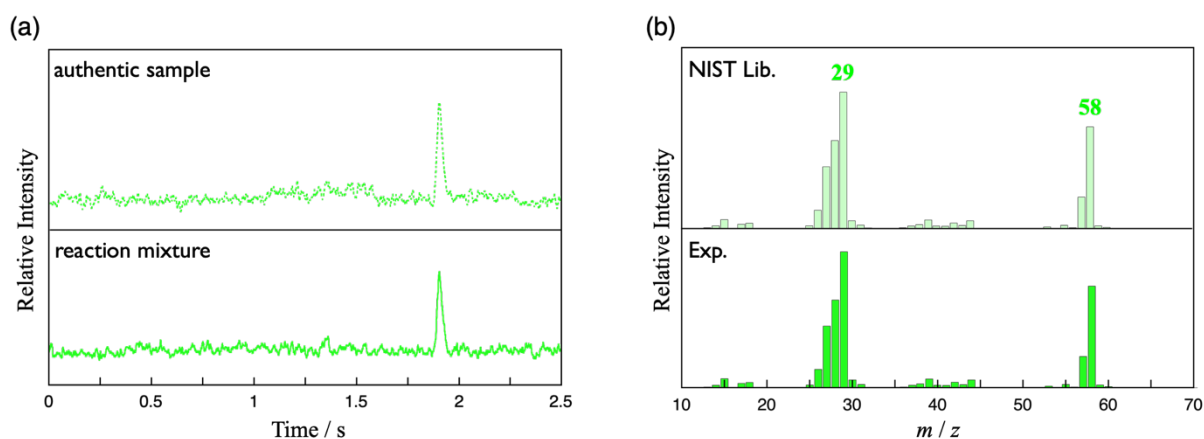 (a)
authentic sample
reaction mixture
Relative Intensity
0 0.5 1 1.5 2 2.5
Time / s
(b)
NIST Lib.
29
58
Exp.
Relative Intensity
10 20 30 40 50 60 70
m / z